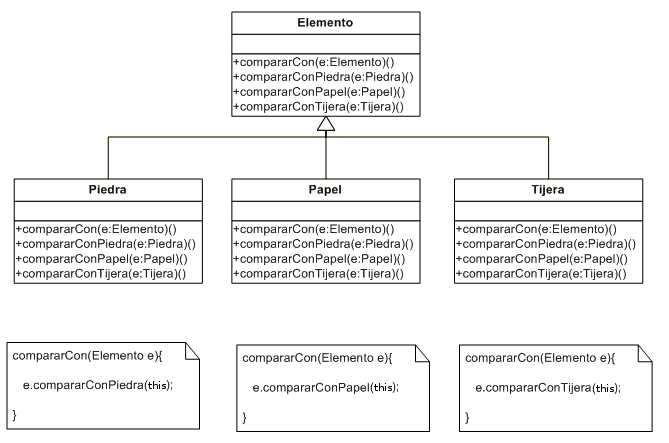 Elemento
+compararCon(e:Elemento)()
+compararConPiedra(e:Piedra)()
+compararConPapel(e:Papel)()
+compararConTijera(e:Tijera)()
Piedra
+compararCon(e:Elemento)()
+compararConPiedra(e:Piedra)()
+compararConPapel(e:Papel)()
+compararConTijera(e:Tijera)()
Papel
+compararCon(e:Elemento)()
+compararConPiedra(e:Piedra)()
+compararConPapel(e:Papel)()
+compararConTijera(e:Tijera)()
Tijera
+compararCon(e:Elemento)()
+compararConPiedra(e:Piedra)()
+compararConPapel(e:Papel)()
+compararConTijera(e:Tijera)()
compararCon(Elemento e){
e.compararConPiedra(this);
}
compararCon(Elemento e){
e.compararConPapel(this);
}
compararCon(Elemento e){
e.compararConTijera(this);
}